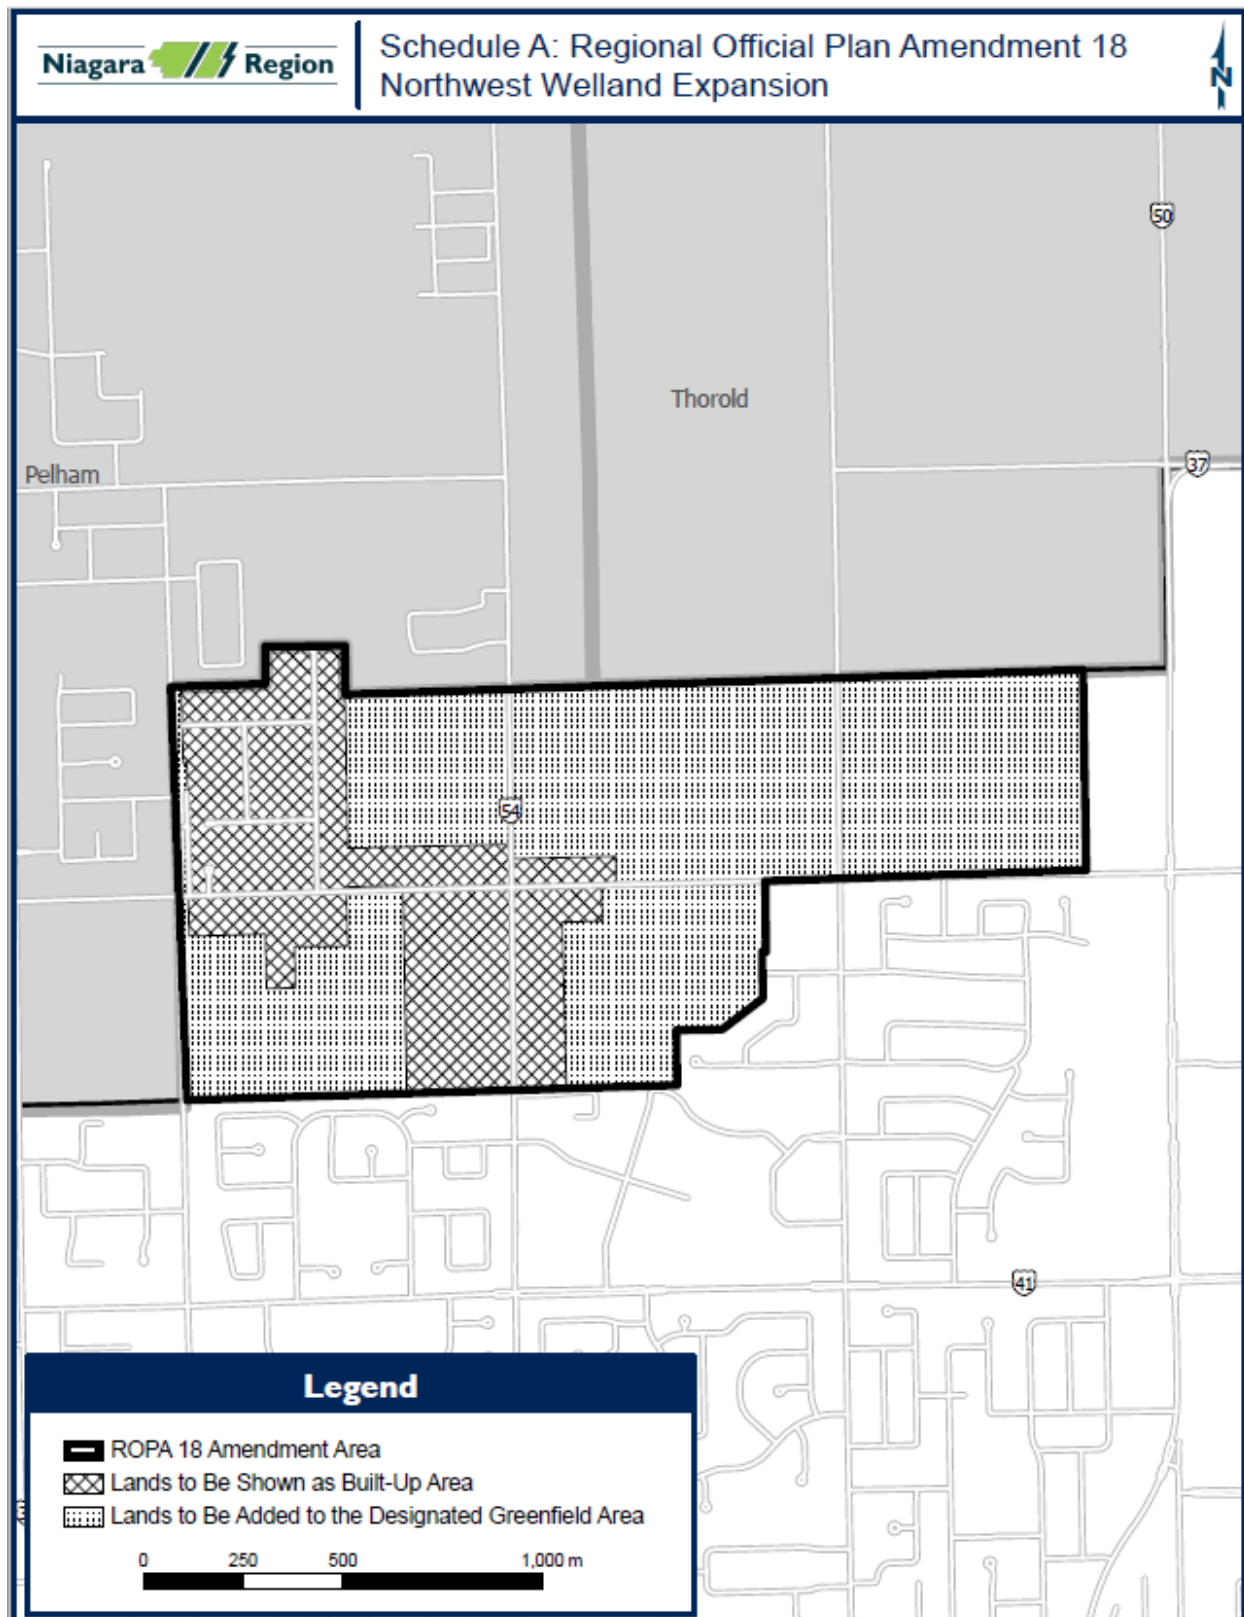 Niagara Region
Schedule A: Regional Official Plan Amendment 18
Northwest Welland Expansion
N
50
Thorold
37
Pelham
54
41
Legend
ROPA 18 Amendment Area
Lands to Be Shown as Built-Up Area
Lands to Be Added to the Designated Greenfield Area
0 250 500 1,000 m